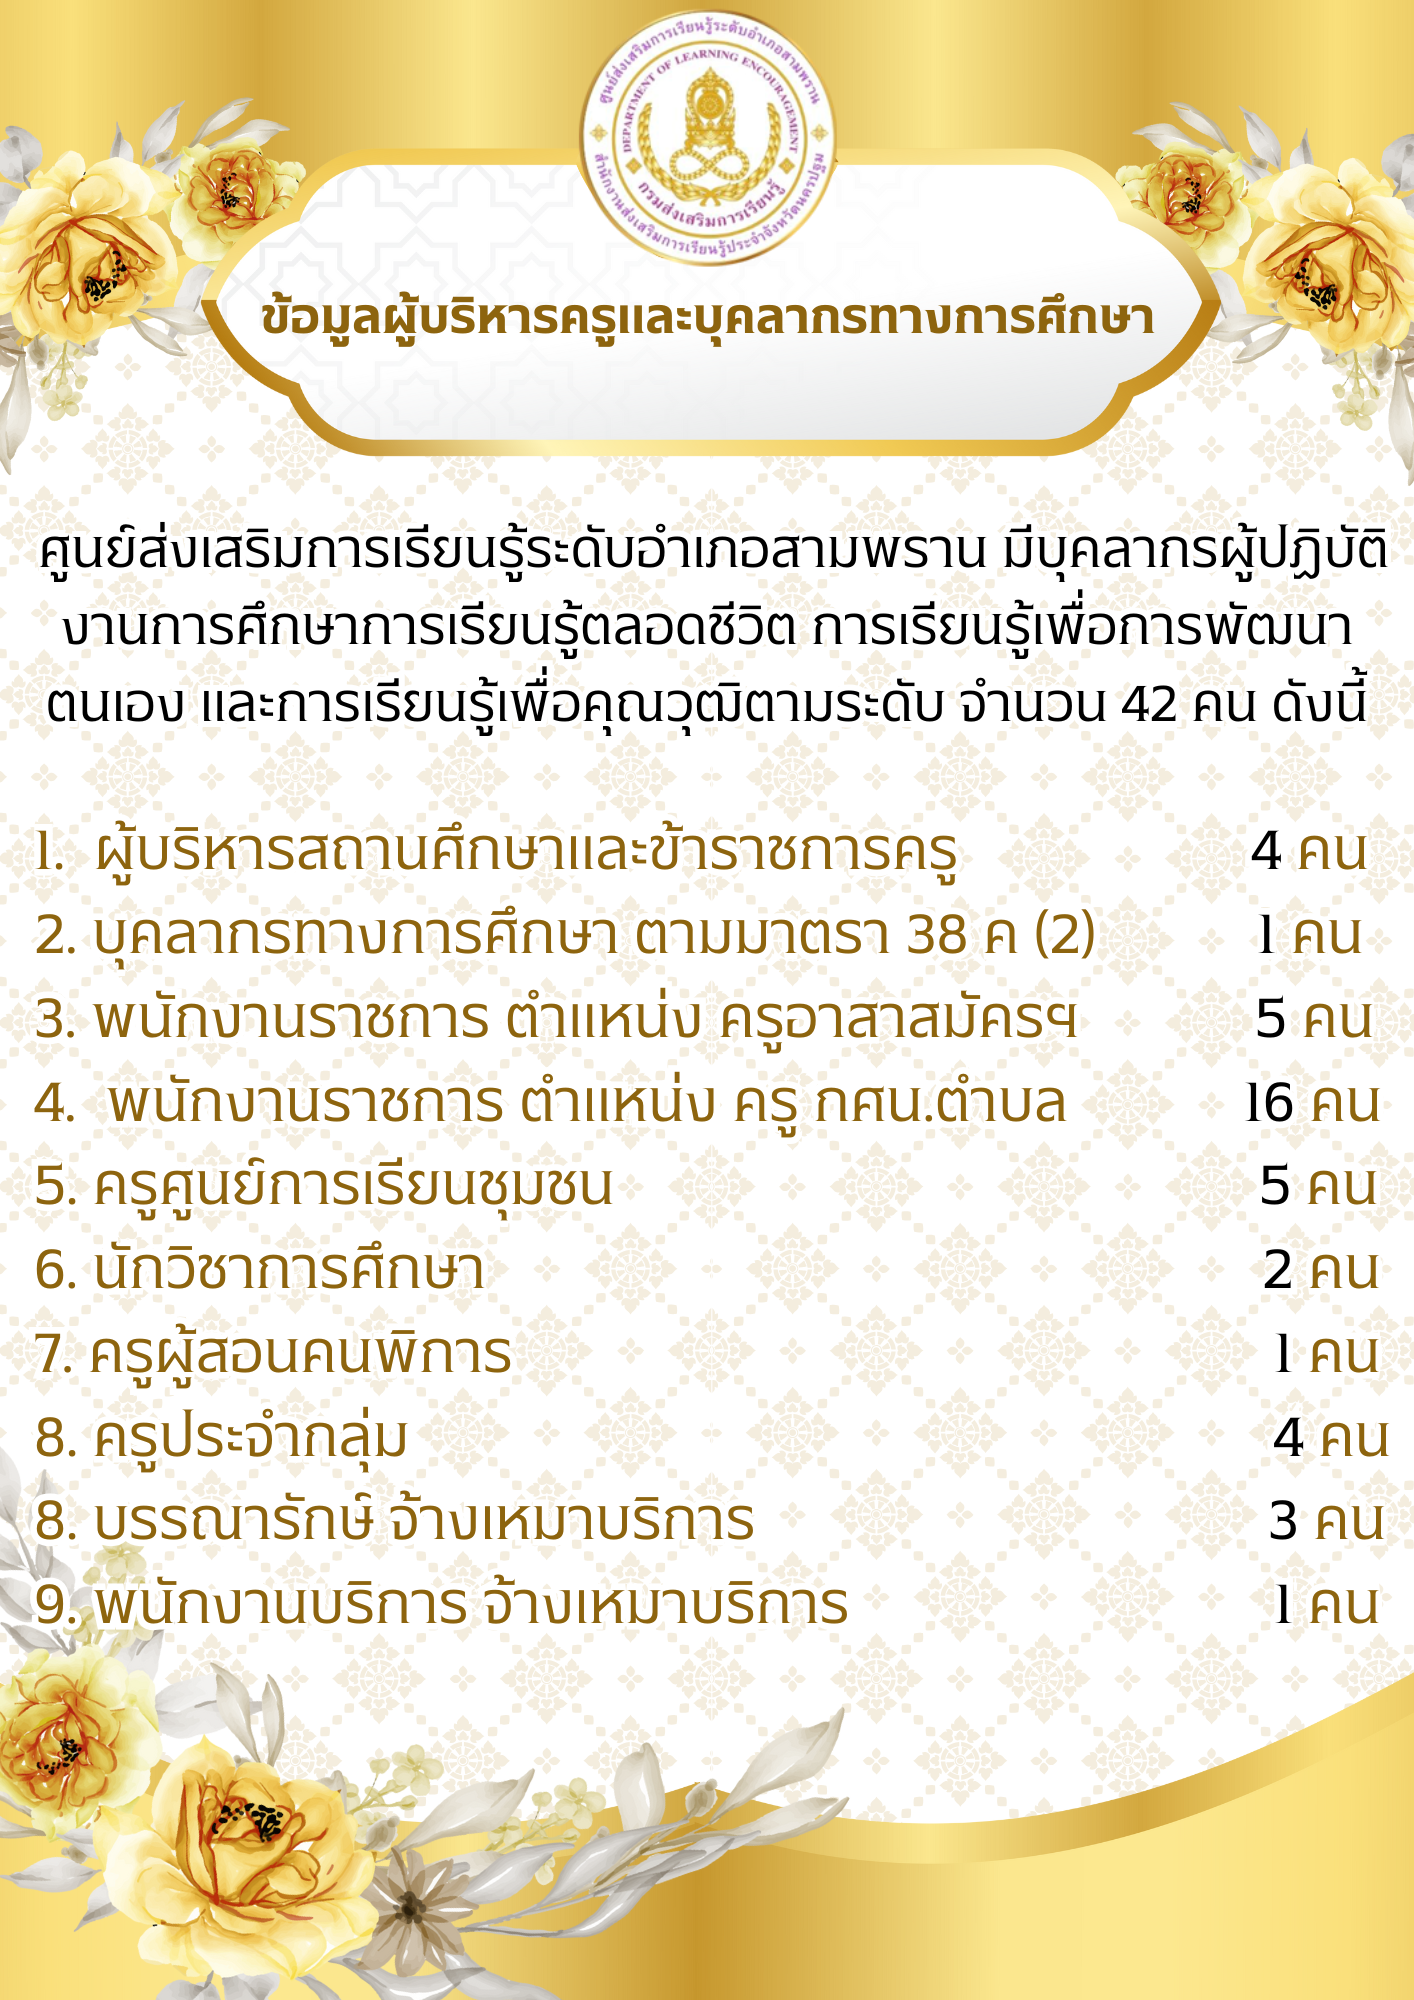 ศูนย์ส่งเสริมการเรียนรู้ระดับอำเภอสามพราน
DEPARTMENT OF LEARNING ENCOURAGEMENT
กรมส่งเสริมการเรียนรู้
สำนักงานส่งเสริมการเรียนรู้ประจำจังหวัดนครปฐม
ข้อมูลผู้บริหารครูและบุคลากรทางการศึกษา
ศูนย์ส่งเสริมการเรียนรู้ระดับอำเภอสามพราน มีบุคลากรผู้ปฏิบัติ
งานการศึกษาการเรียนรู้ตลอดชีวิต การเรียนรู้เพื่อการพัฒนา
ตนเอง และการเรียนรู้เพื่อคุณวุฒิตามระดับ จำนวน 42 คน ดังนี้
1. ผู้บริหารสถานศึกษาและข้าราชการครู 4 คน
2. บุคลากรทางการศึกษา ตามมาตรา 38 ค (2) 1 คน
3. พนักงานราชการ ตำแหน่ง ครูอาสาสมัครฯ 5 คน
4. พนักงานราชการ ตำแหน่ง ครู กศน.ตำบล 16 คน
5. ครูศูนย์การเรียนชุมชน 5 คน
6. นักวิชาการศึกษา 2 คน
7. ครูผู้สอนคนพิการ 1 คน
8. ครูประจำกลุ่ม 4 คน
8. บรรณารักษ์ จ้างเหมาบริการ 3 คน
9. พนักงานบริการ จ้างเหมาบริการ 1 คน